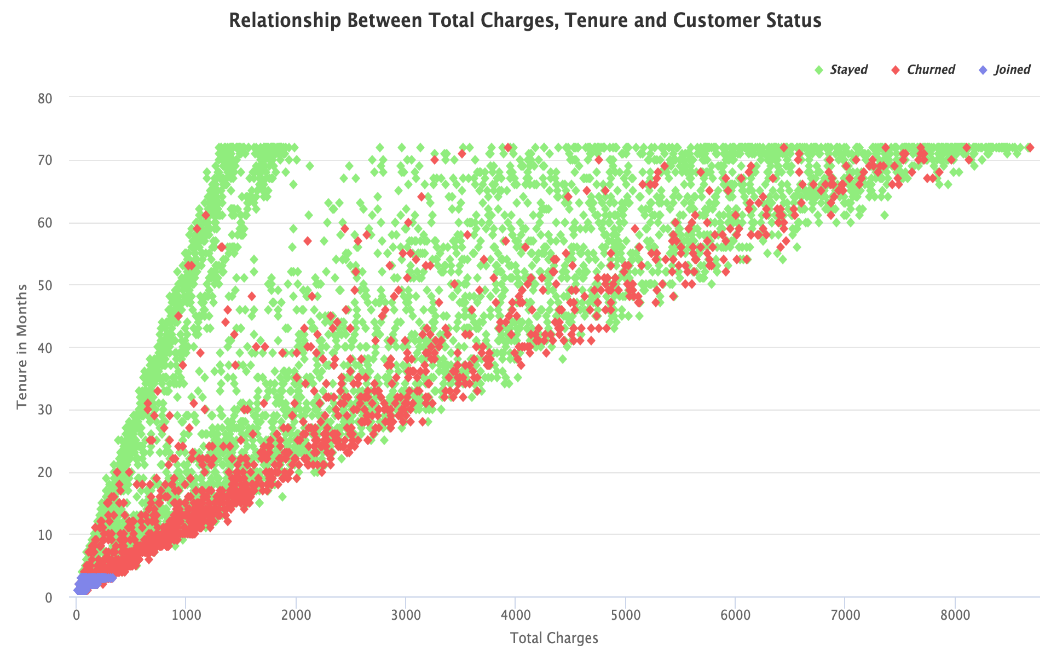 Relationship Between Total Charges, Tenure and Customer Status
Stayed Churned Joined
80
70
60
50
40
30
20
10
0
Tenure in Months
0 1000 2000 3000 4000 5000 6000 7000 8000
Total Charges